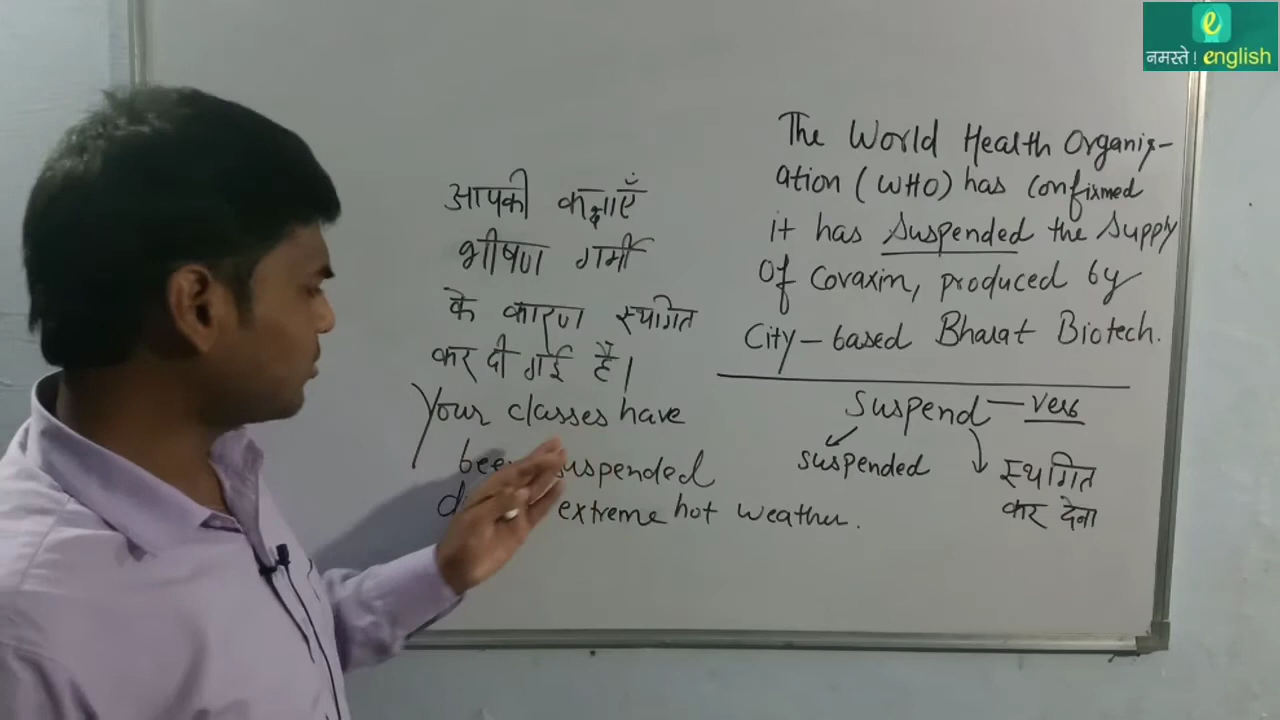 नमस्ते ! english
The World Health Organiz-
ation (WHO) has confirmed
it has suspended the supply
of Covaxin, produced by
City-based Bharat Biotech.
आपकी कक्षाएँ
भीषण गर्मी
के कारण स्थगित
कर दी गई हैं।
Your classes have
been suspended
extreme hot weather.
Suspend — verb
suspended
स्थगित
कर देना